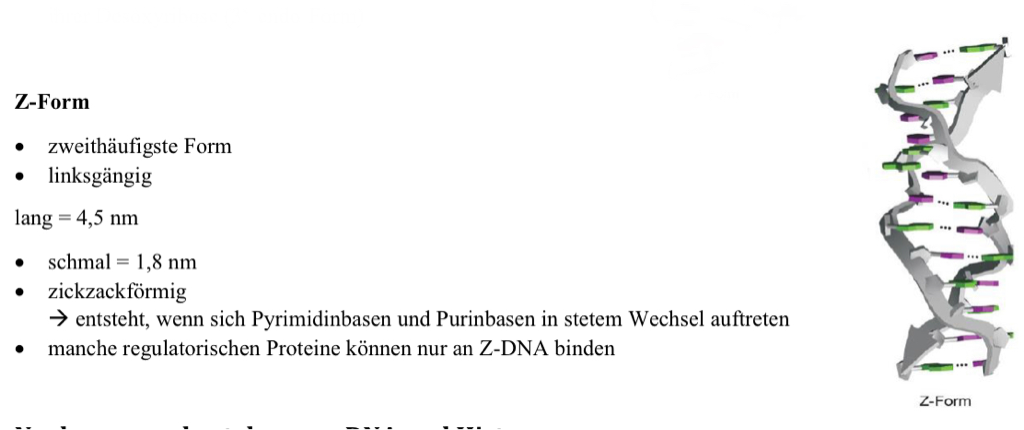 Z-Form
• zweithäufigste Form
• linksgängig
lang = 4,5 nm
• schmal = 1,8 nm
• zickzackförmig
→ entsteht, wenn sich Pyrimidinbasen und Purinbasen in stetem Wechsel auftreten
• manche regulatorischen Proteine können nur an Z-DNA binden
Z-Form